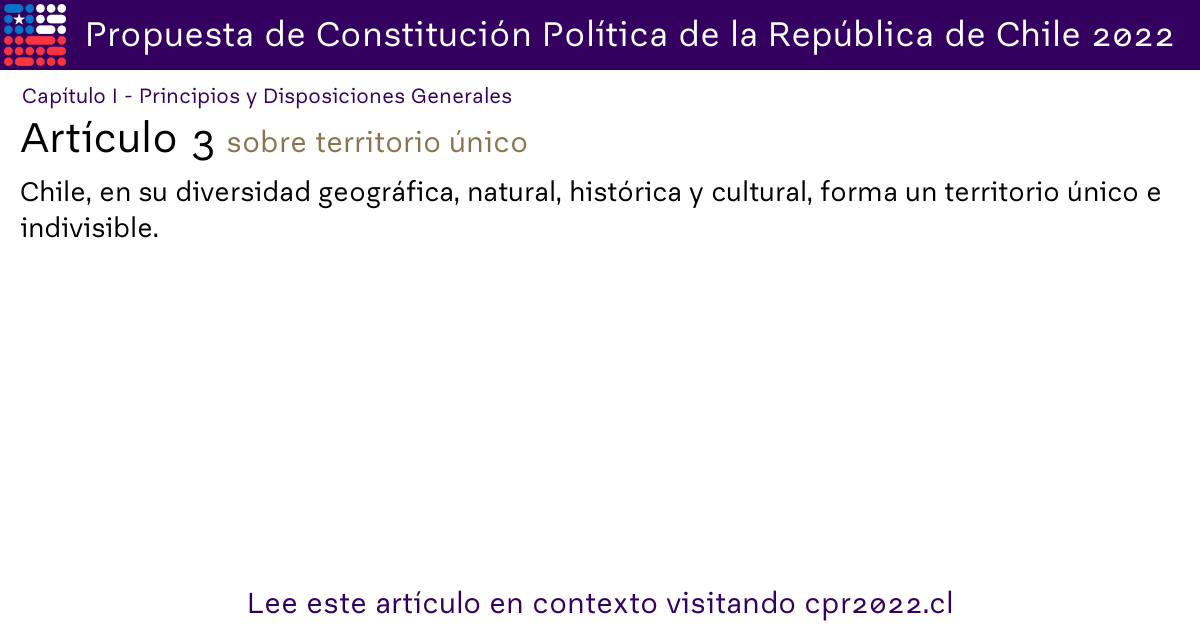 Propuesta de Constitución Política de la República de Chile 2022
Capítulo I - Principios y Disposiciones Generales
Artículo 3 sobre territorio único
Chile, en su diversidad geográfica, natural, histórica y cultural, forma un territorio único e
indivisible.
Lee este artículo en contexto visitando cpr2022.cl